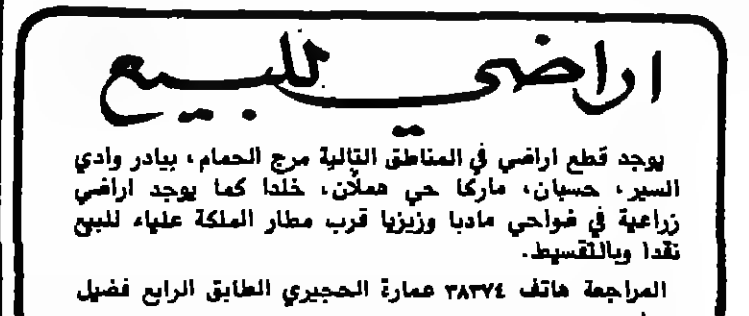 اراضي للبيع
يوجد قطع اراضي في المناطق التالية مرج الحمام، بيادر وادي
السير، حسبان، ماركا حي هملان، خلدا كما يوجد اراضي
زراعية في ضواحي مادبا وزيزيا قرب مطار الملكة علياء للبيع
نقدا وبالتقسيط.
المراجعة هاتف ٣٨٣٧٤ عمارة الحجيري الطابق الرابع فضيل